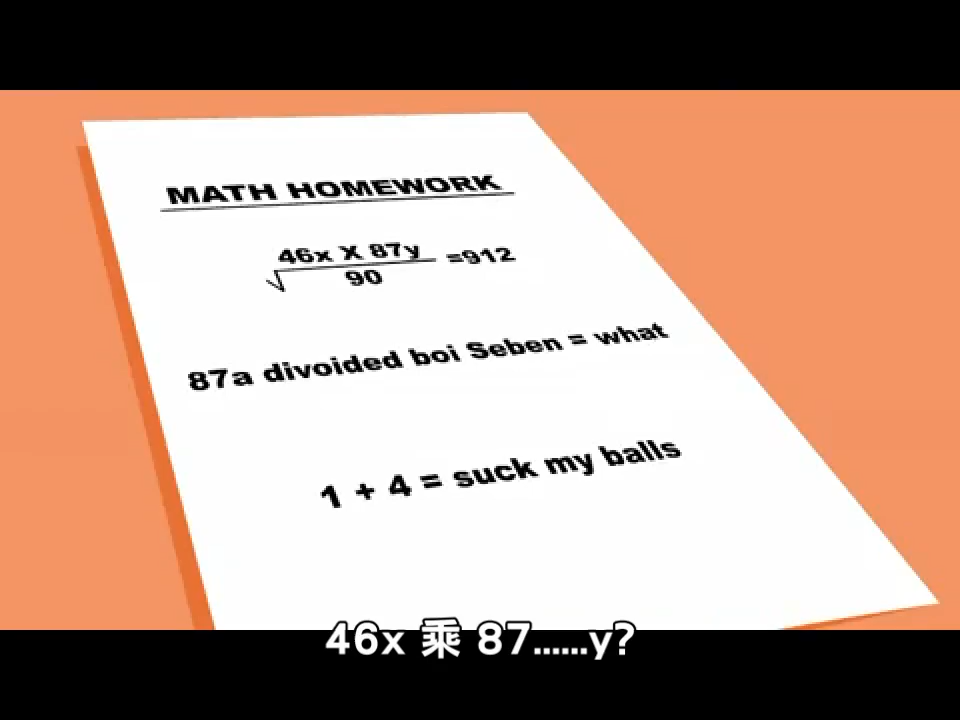 MATH HOMEWORK
46x X 87y
√90 =912
87a divoided boi Seben = what
1 + 4 = suck my balls
46x 乘 87......y?